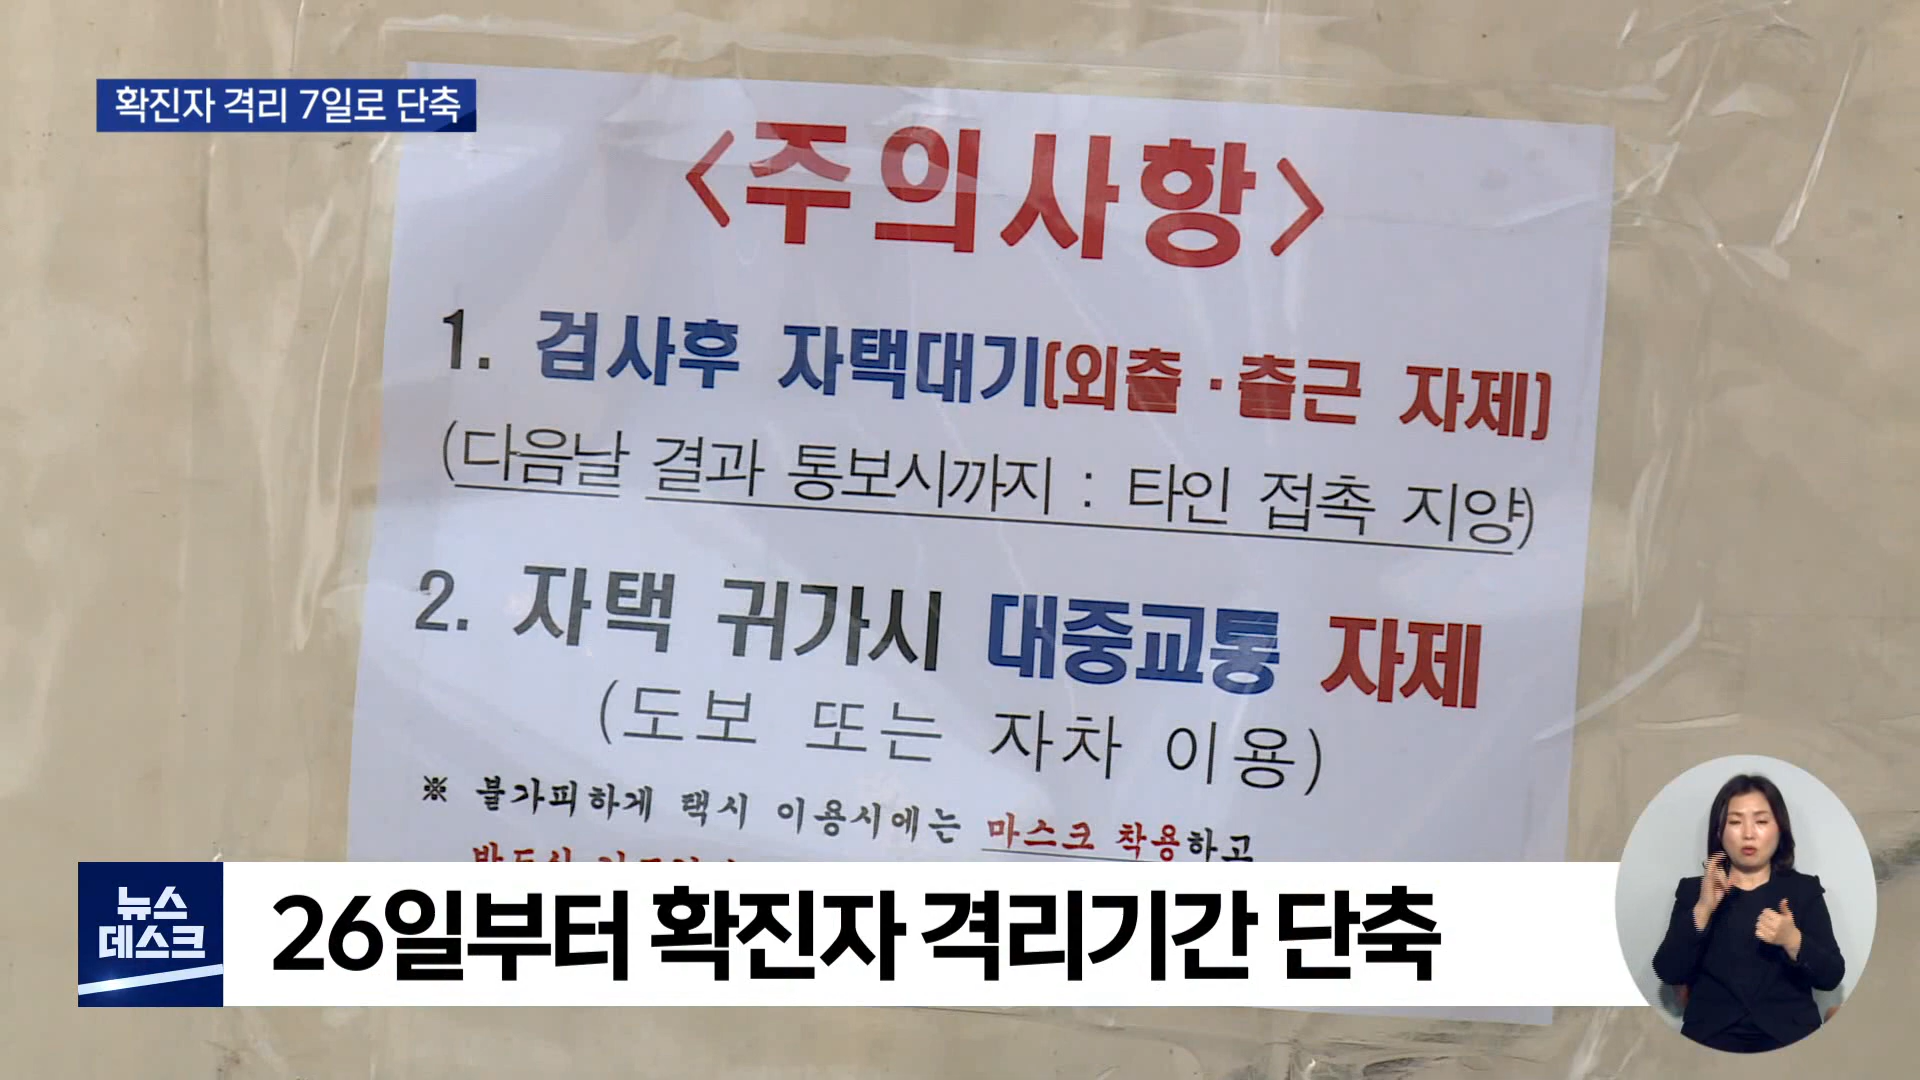 확진자 격리 7일로 단축
<주의사항>
1. 검사후 자택대기(외출·출근 자제)
(다음날 결과 통보시까지 : 타인 접촉 지양)
2. 자택 귀가시 대중교통 자제
(도보 또는 자차 이용)
※ 불가피하게 택시 이용시에는 마스크 착용하고
뉴스
데스크
26일부터 확진자 격리기간 단축